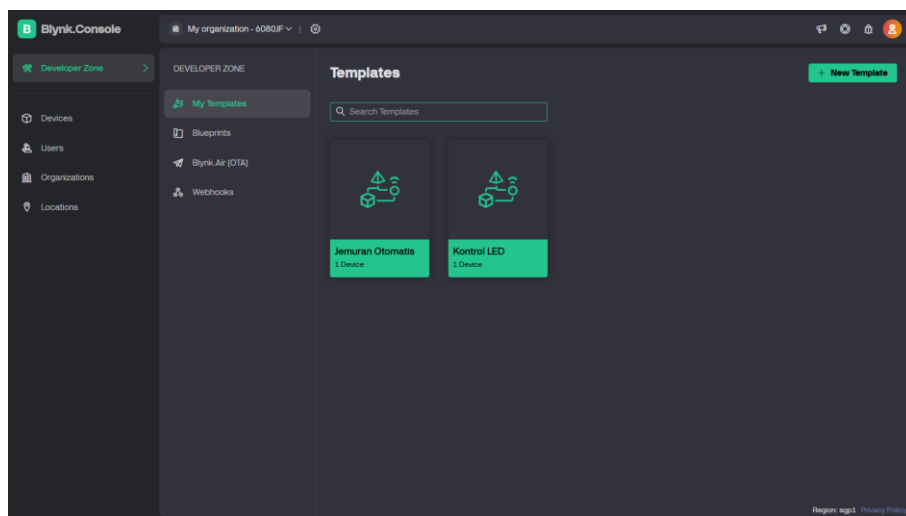 B Blynk.Console
My organization - 6080JF
Developer Zone
Devices
Users
Organizations
Locations
DEVELOPER ZONE
My Templates
Blueprints
Blynk.Air (OTA)
Webhooks
Templates
+ New Template
Search Templates
Jemuran Otomatis
1 Device
Kontrol LED
1 Device
Region: sgp1 Privacy Policy